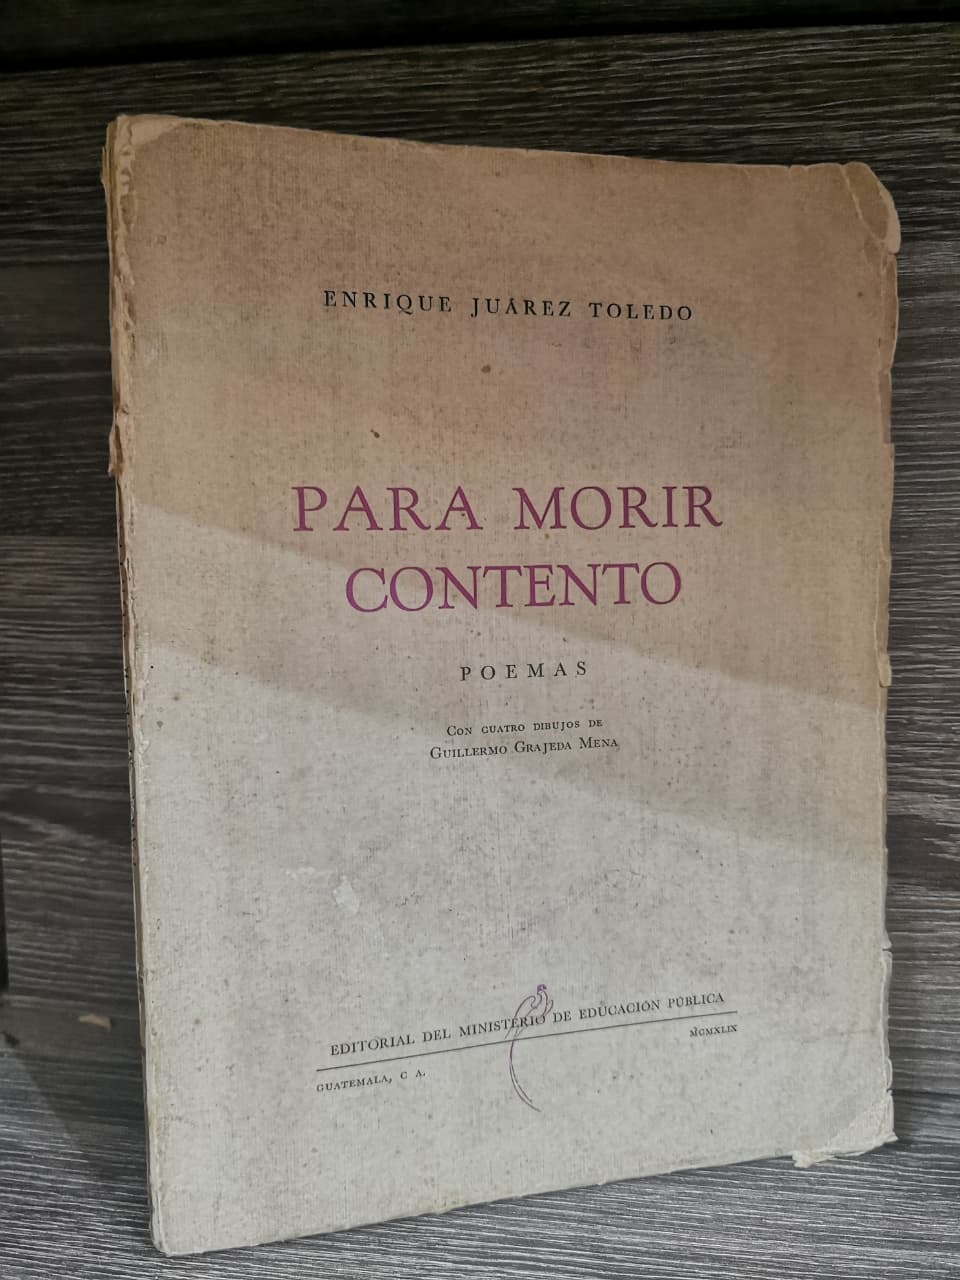 ENRIQUE JUÁREZ TOLEDO
PARA MORIR
CONTENTO
POEMAS
CON CUATRO DIBUJOS DE
GUILLERMO GRAJEDA MENA
EDITORIAL DEL MINISTERIO DE EDUCACIÓN PÚBLICA
GUATEMALA, C A.
MCMXLIX